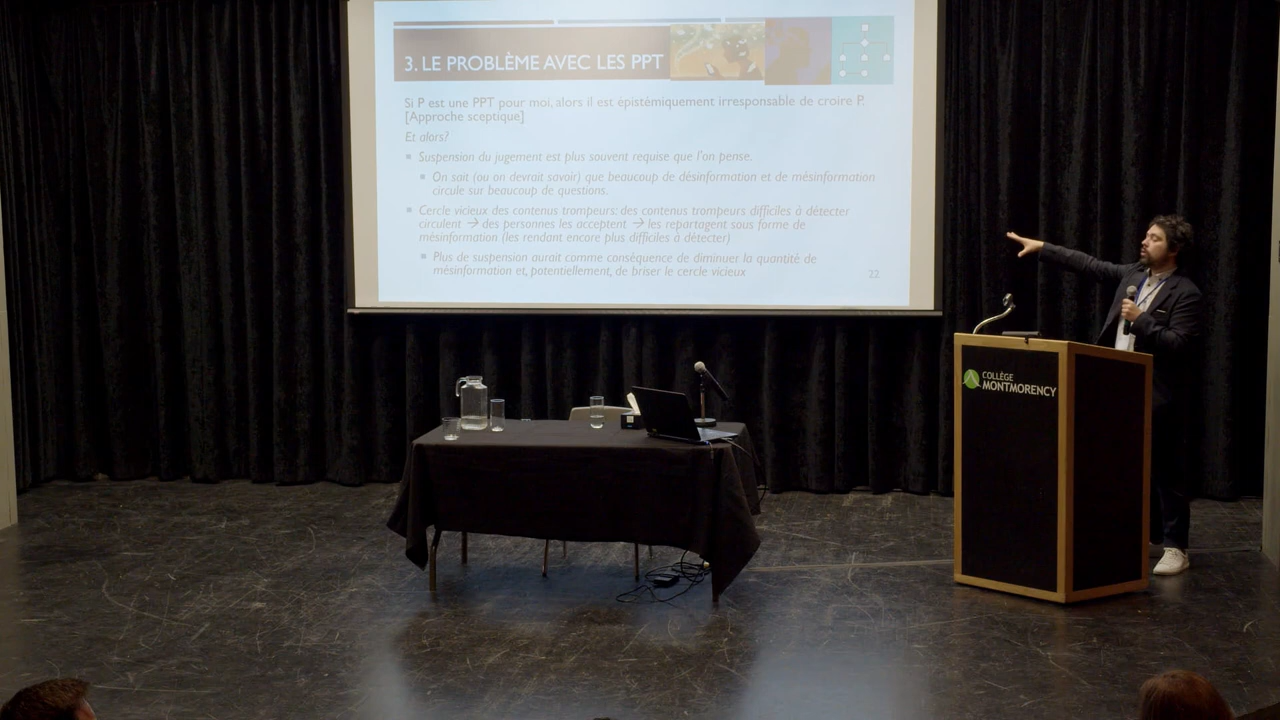 3. LE PROBLÈME AVEC LES PPT
Si P est une PPT pour moi, alors il est épistémiquement irresponsable de croire P.
[Approche sceptique]
Et alors?
Suspension du jugement est plus souvent requise que l'on pense.
On sait (ou on devrait savoir) que beaucoup de désinformation et de mésinformation
circule sur beaucoup de questions.
Cercle vicieux des contenus trompeurs: des contenus trompeurs difficiles à détecter
circulent → des personnes les acceptent → les repartagent sous forme de
mésinformation (les rendant encore plus difficiles à détecter)
Plus de suspension aurait comme conséquence de diminuer la quantité de
mésinformation et, potentiellement, de briser le cercle vicieux
22
COLLÈGE
MONTMORENCY